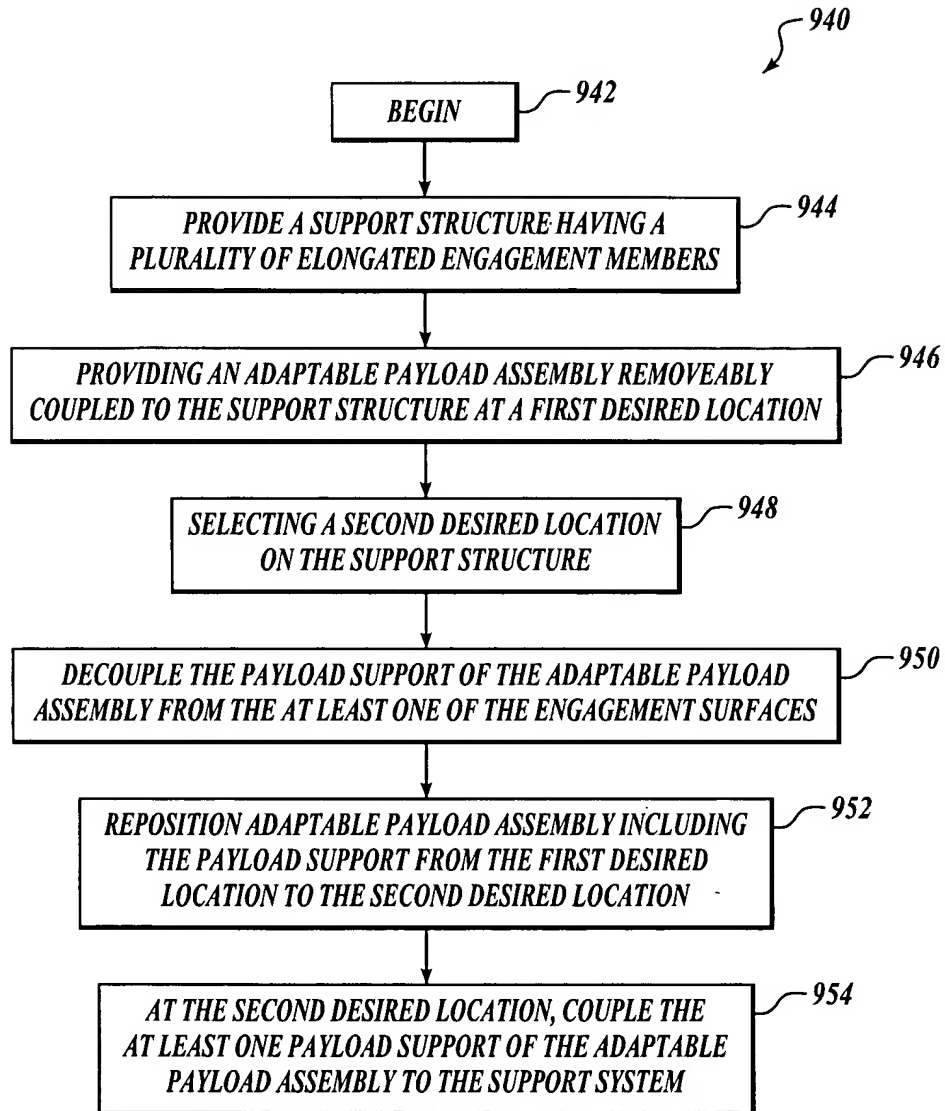 940
BEGIN
942
PROVIDE A SUPPORT STRUCTURE HAVING A
PLURALITY OF ELONGATED ENGAGEMENT MEMBERS
944
PROVIDING AN ADAPTABLE PAYLOAD ASSEMBLY REMOVEABLY
COUPLED TO THE SUPPORT STRUCTURE AT A FIRST DESIRED LOCATION
946
SELECTING A SECOND DESIRED LOCATION
ON THE SUPPORT STRUCTURE
948
DECOUPLE THE PAYLOAD SUPPORT OF THE ADAPTABLE PAYLOAD
ASSEMBLY FROM THE AT LEAST ONE OF THE ENGAGEMENT SURFACES
950
REPOSITION ADAPTABLE PAYLOAD ASSEMBLY INCLUDING
THE PAYLOAD SUPPORT FROM THE FIRST DESIRED
LOCATION TO THE SECOND DESIRED LOCATION
952
AT THE SECOND DESIRED LOCATION, COUPLE THE
AT LEAST ONE PAYLOAD SUPPORT OF THE ADAPTABLE
PAYLOAD ASSEMBLY TO THE SUPPORT SYSTEM
954